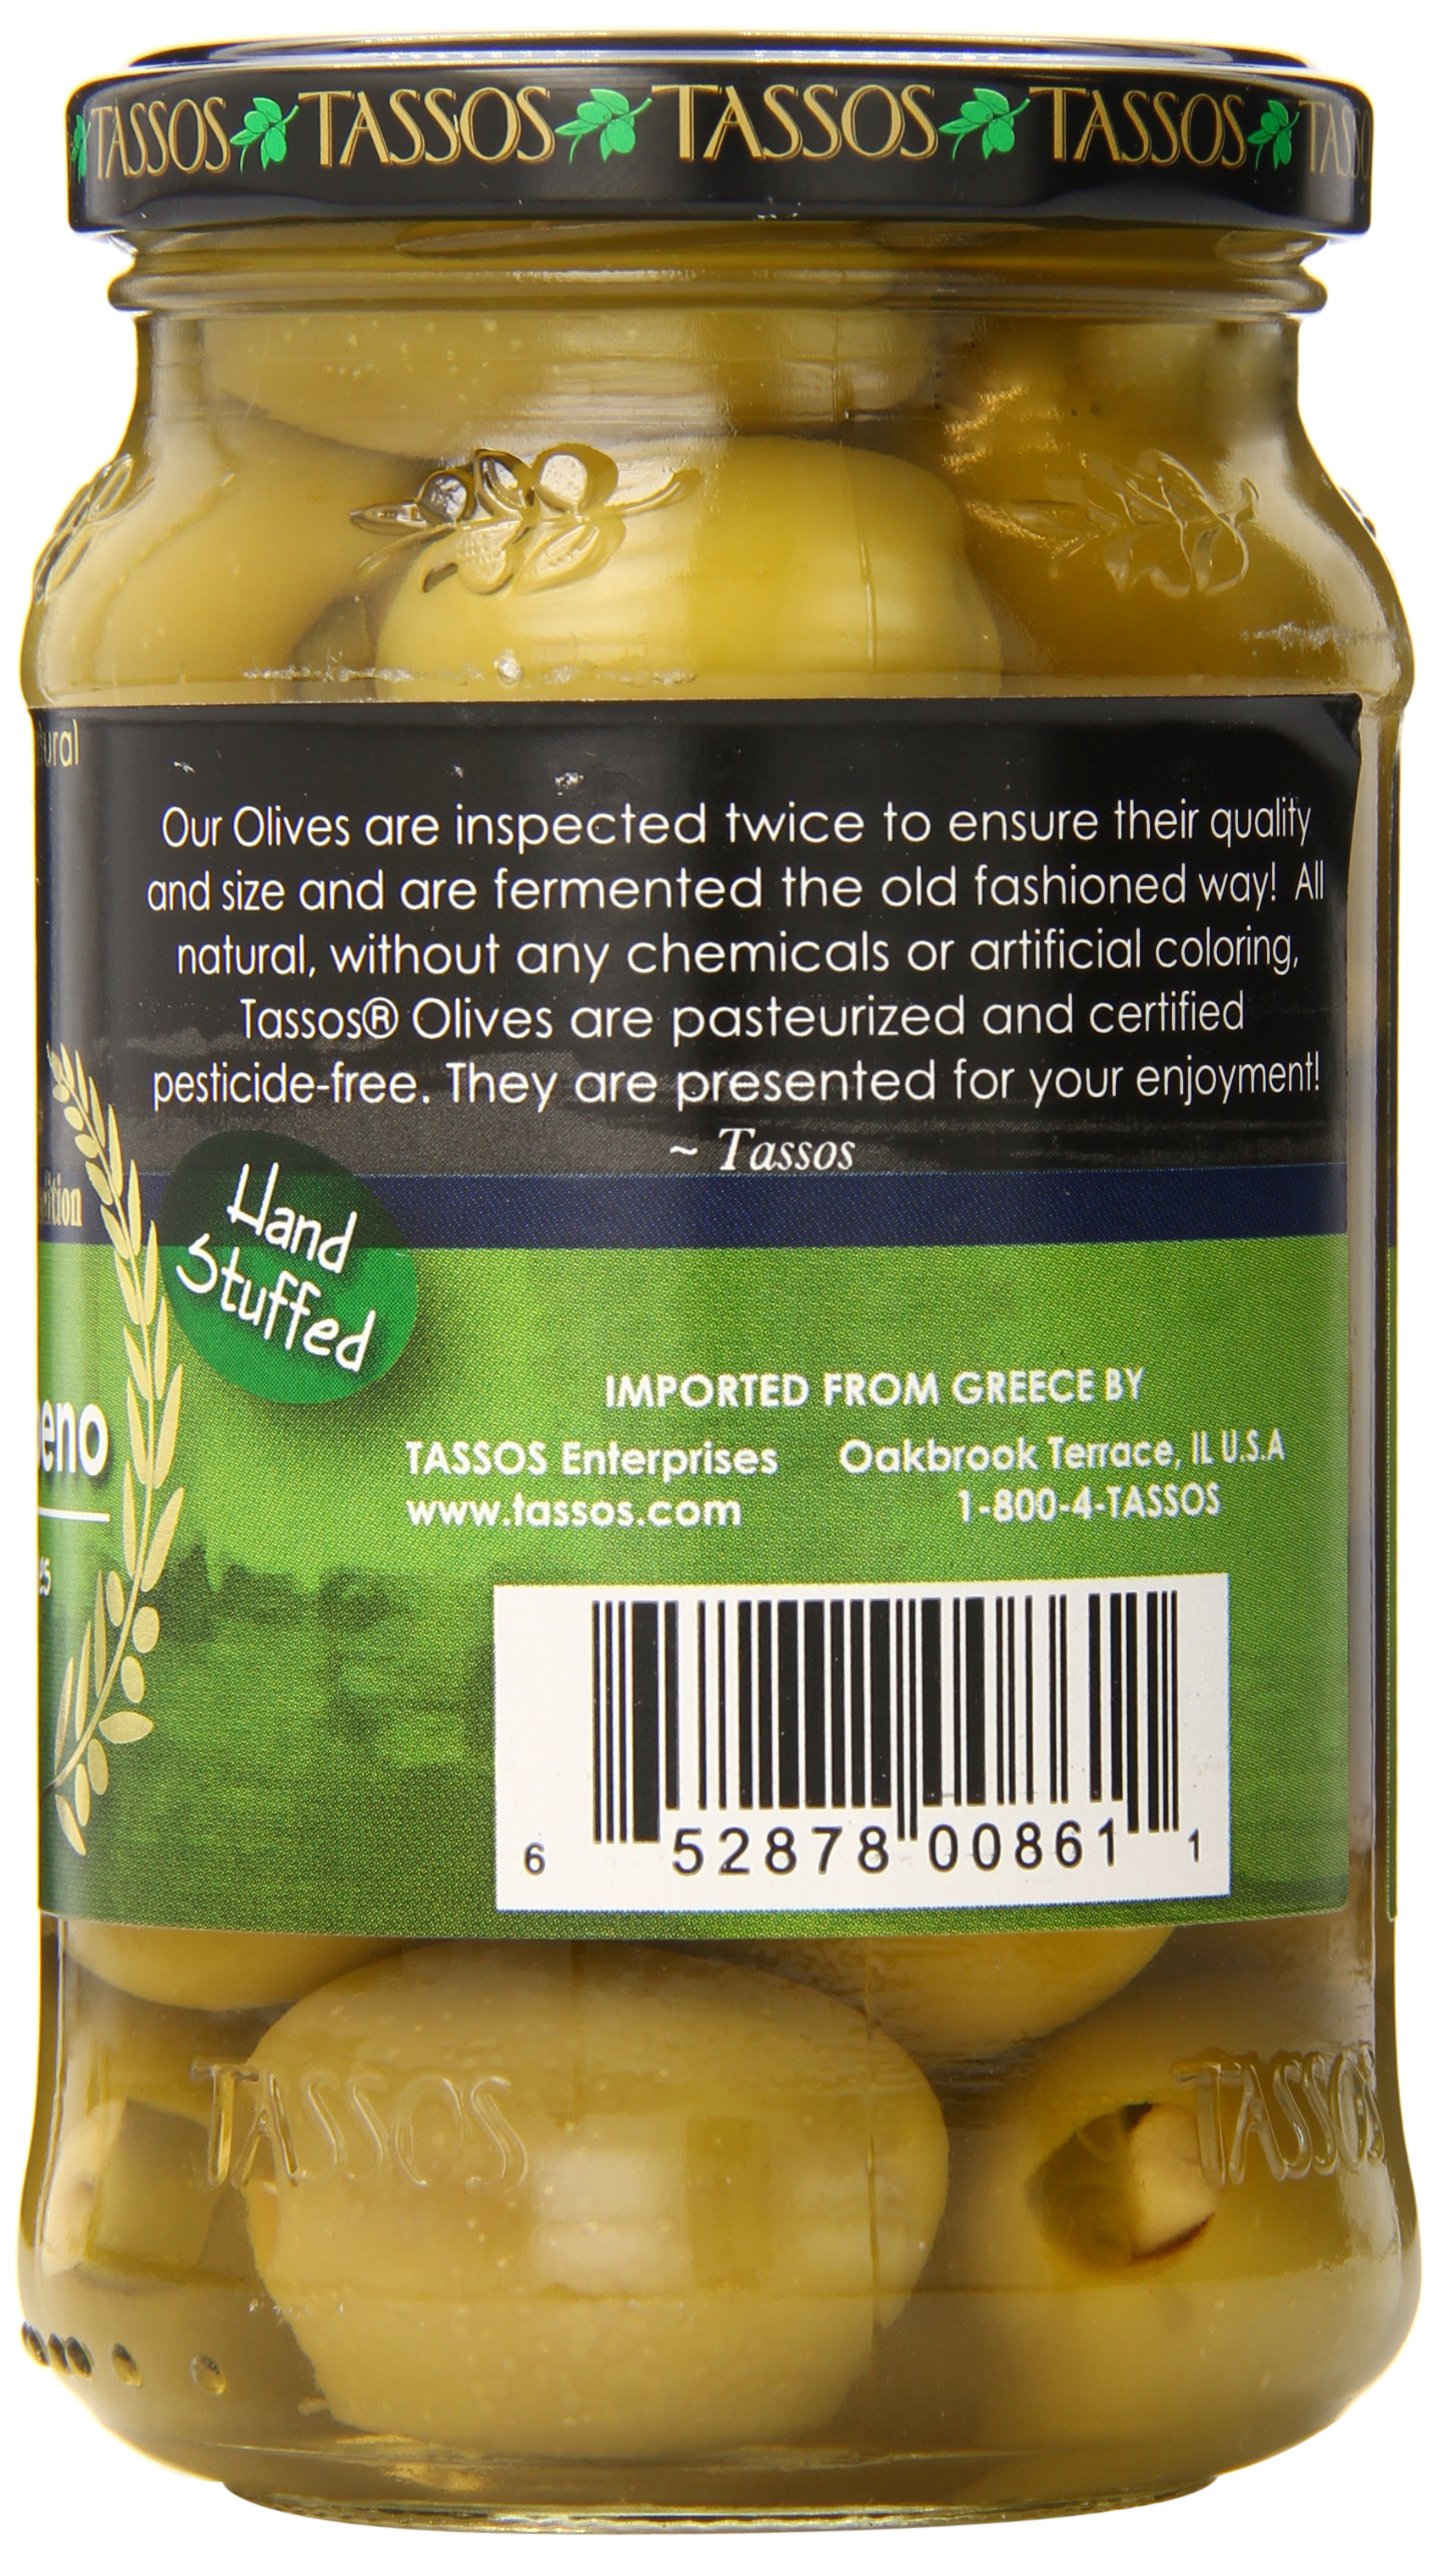 TASSOS TASSOS TASSOS TASSOS
Our Olives are inspected twice to ensure their quality
and size and are fermented the old fashioned way! All
natural, without any chemicals or artificial coloring,
Tassos® Olives are pasteurized and certified
pesticide-free. They are presented for your enjoyment!
~ Tassos
Hand
Stuffed
IMPORTED FROM GREECE BY
TASSOS Enterprises Oakbrook Terrace, IL U.S.A
www.tassos.com 1-800-4-TASSOS
6 52878 00861 1
TASSOS TASSOS